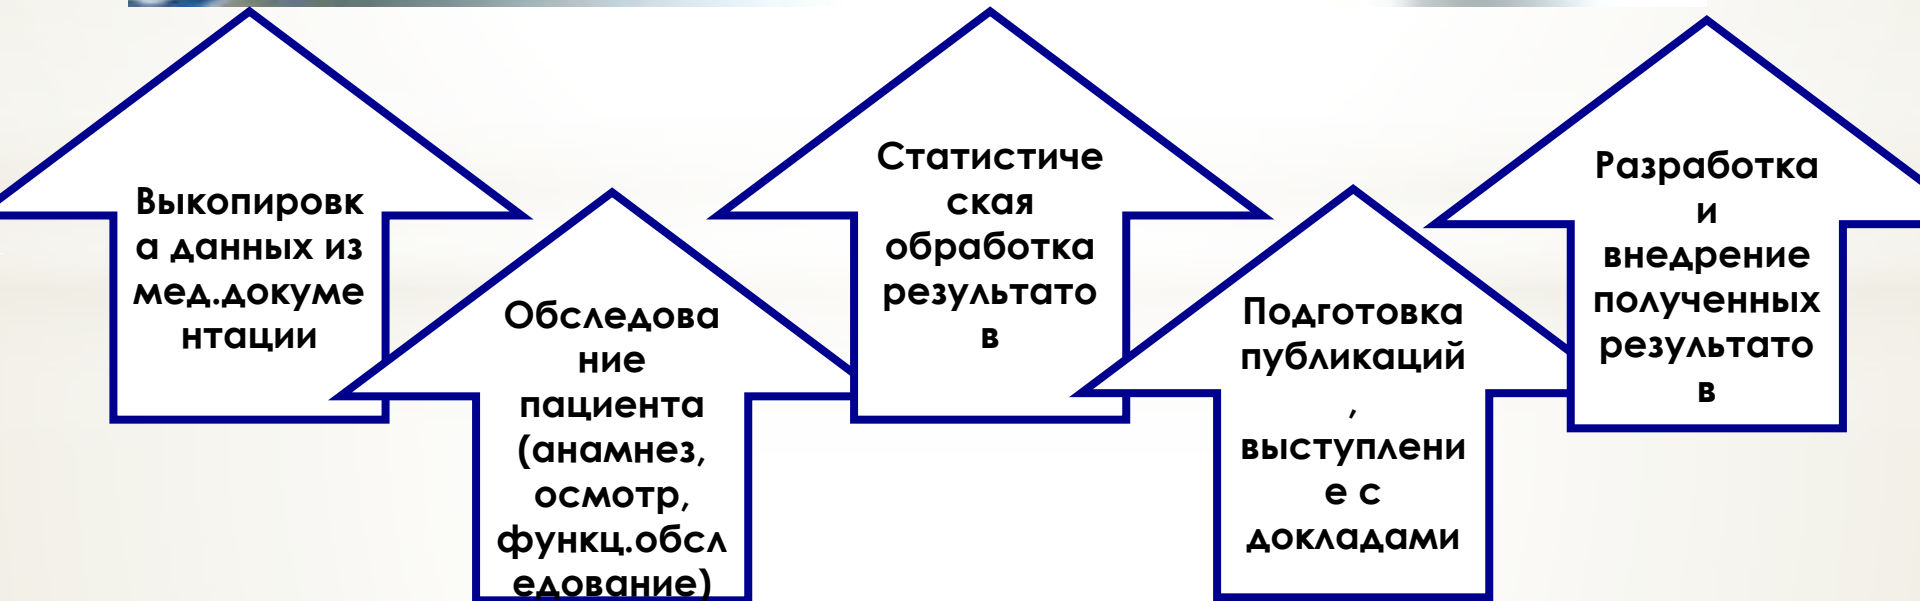 Выкопировк
а данных из
мед.докуме
нтации
Обследова
ние
пациента
(анамнез,
осмотр,
функц.обсл
едование)
Статистиче
ская
обработка
результато
в
Подготовка
публикаций
,
выступлени
е с
докладами
Разработка
и
внедрение
полученных
результато
в